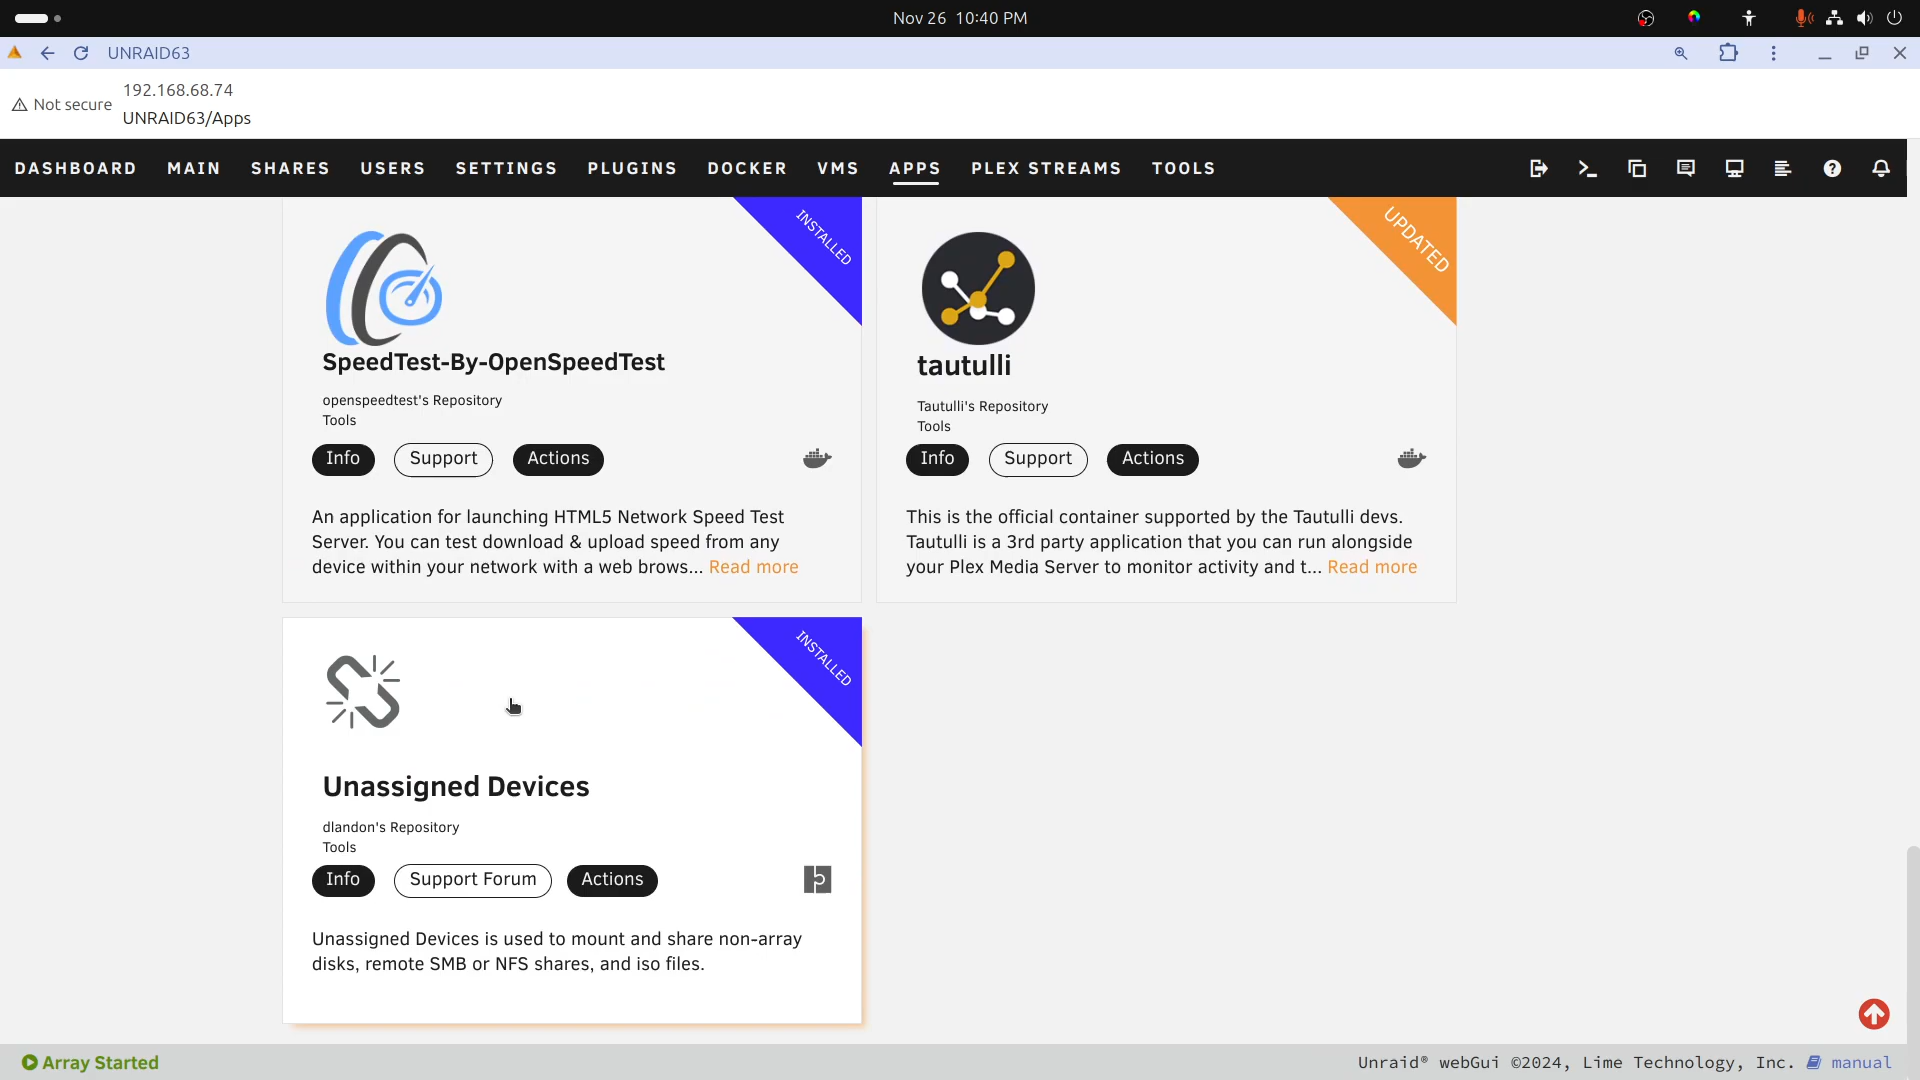 Nov 26 10:40 PM
UNRAID63
Not secure
192.168.68.74
UNRAID63/Apps
DASHBOARD MAIN SHARES USERS SETTINGS PLUGINS DOCKER VMS APPS PLEX STREAMS TOOLS
INSTALLED
SpeedTest-By-OpenSpeedTest
openspeedtest's Repository
Tools
Info Support Actions
An application for launching HTML5 Network Speed Test
Server. You can test download & upload speed from any
device within your network with a web brows... Read more
UPDATED
tautulli
Tautulli's Repository
Tools
Info Support Actions
This is the official container supported by the Tautulli devs.
Tautulli is a 3rd party application that you can run alongside
your Plex Media Server to monitor activity and t... Read more
INSTALLED
Unassigned Devices
dlandon's Repository
Tools
Info Support Forum Actions
Unassigned Devices is used to mount and share non-array
disks, remote SMB or NFS shares, and iso files.
Array Started
Unraid® webGui ©2024, Lime Technology, Inc. manual